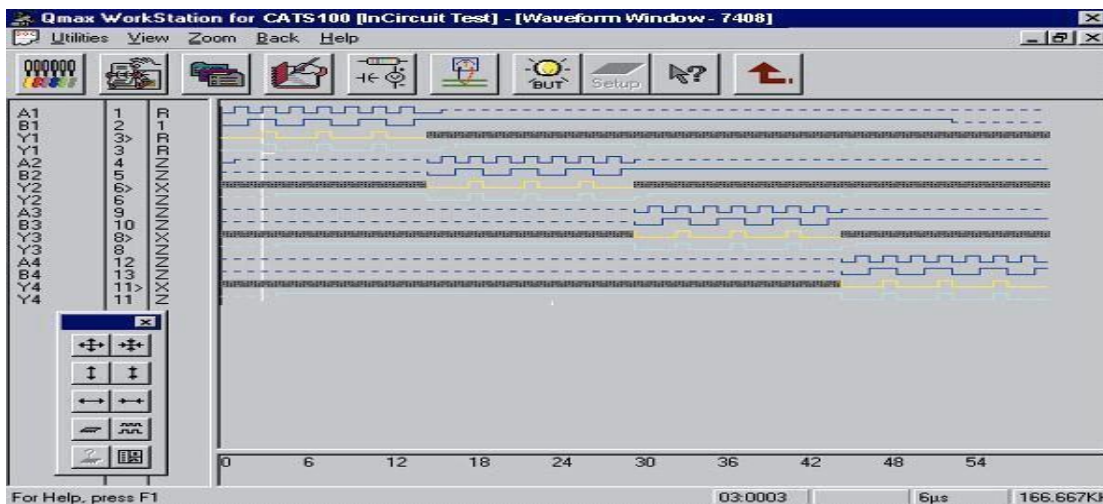 Qmax WorkStation for CATS100 [InCircuit Test] - [Waveform Window - 7408]
Utilities View Zoom Back Help
BUT Setup
A1 1 R
B1 2 1
Y1 3> R
Y1 3 R
A2 4 Z
B2 5 Z
Y2 6> X
Y2 6 Z
A3 9 Z
B3 10 Z
Y3 8> X
Y3 8 Z
A4 12 Z
B4 13 Z
Y4 11> X
Y4 11 Z
0 6 12 18 24 30 36 42 48 54
For Help, press F1 03:0003 6µs